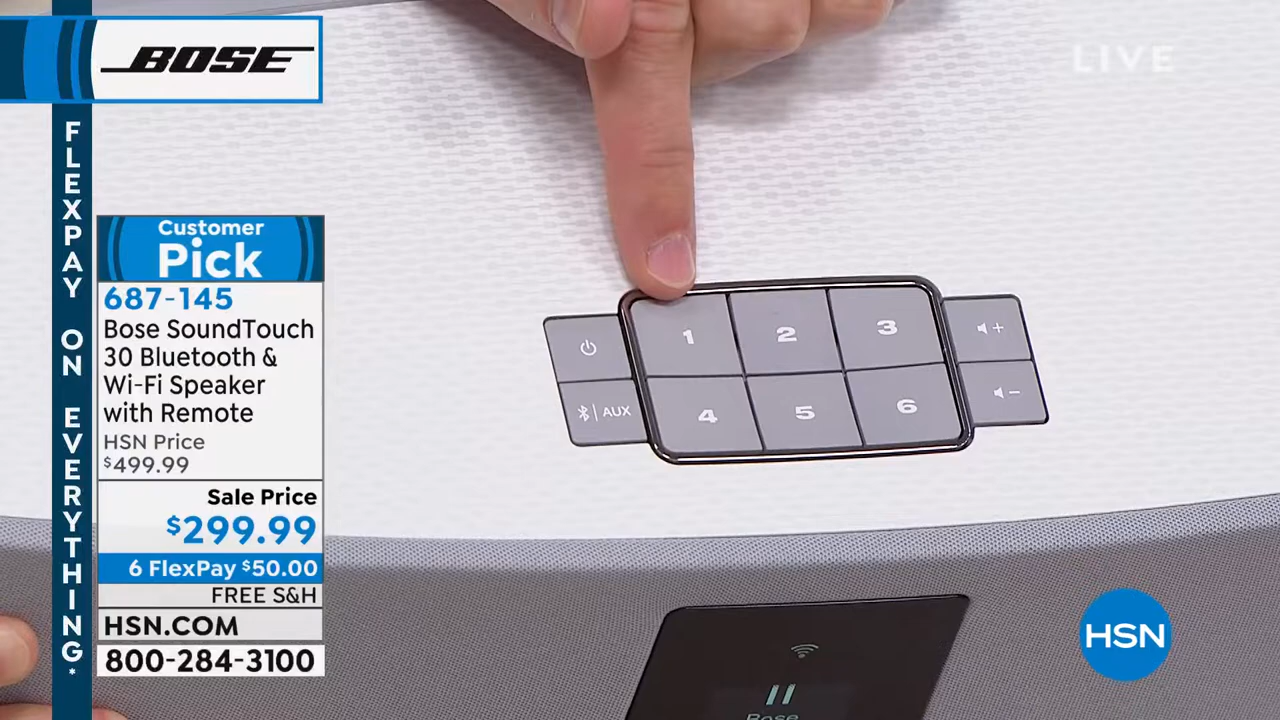 BOSE
LIVE
FLEXPAY ON EVERYTHING*
Customer
Pick
687-145
Bose SoundTouch
30 Bluetooth &
Wi-Fi Speaker
with Remote
HSN Price
$499.99
Sale Price
$299.99
6 FlexPay $50.00
FREE S&H
HSN.COM
800-284-3100
1 2 3 +
AUX 4 5 6 -
Bose
HSN